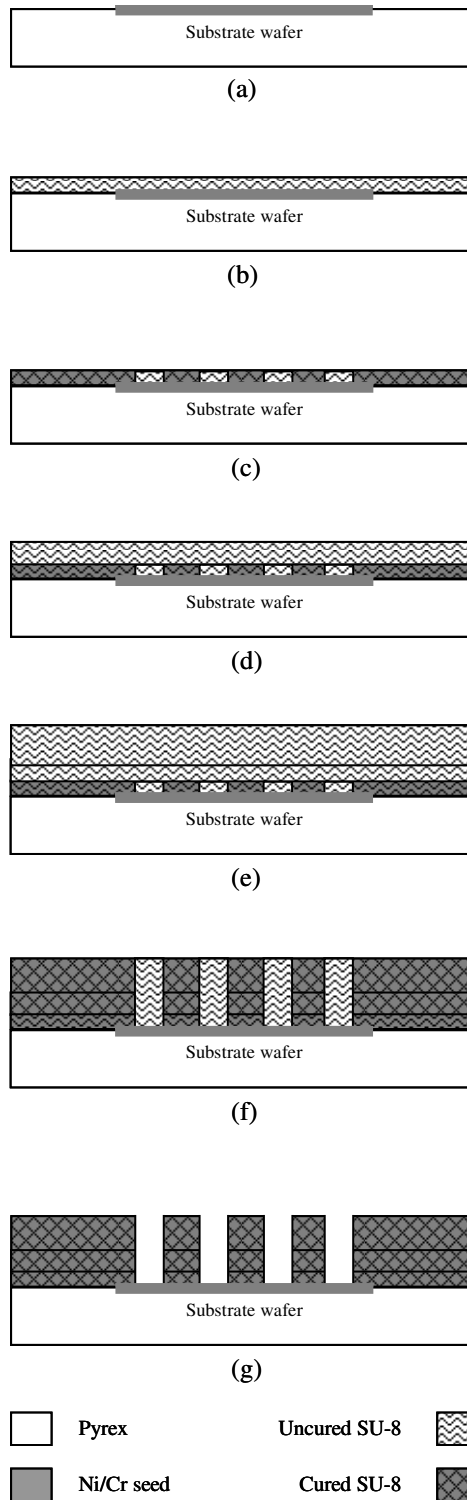 Substrate wafer
(a)
Substrate wafer
(b)
Substrate wafer
(c)
Substrate wafer
(d)
Substrate wafer
(e)
Substrate wafer
(f)
Substrate wafer
(g)
Pyrex Uncured SU-8
Ni/Cr seed Cured SU-8